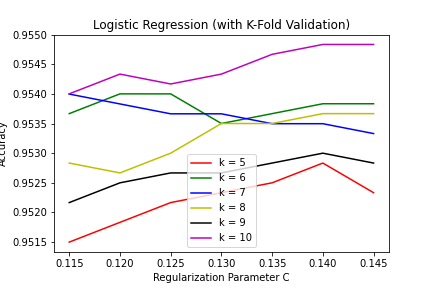 Logistic Regression (with K-Fold Validation)
Accuracy
0.9550
0.9545
0.9540
0.9535
0.9530
0.9525
0.9520
0.9515
k = 5
k = 6
k = 7
k = 8
k = 9
k = 10
0.115 0.120 0.125 0.130 0.135 0.140 0.145
Regularization Parameter C